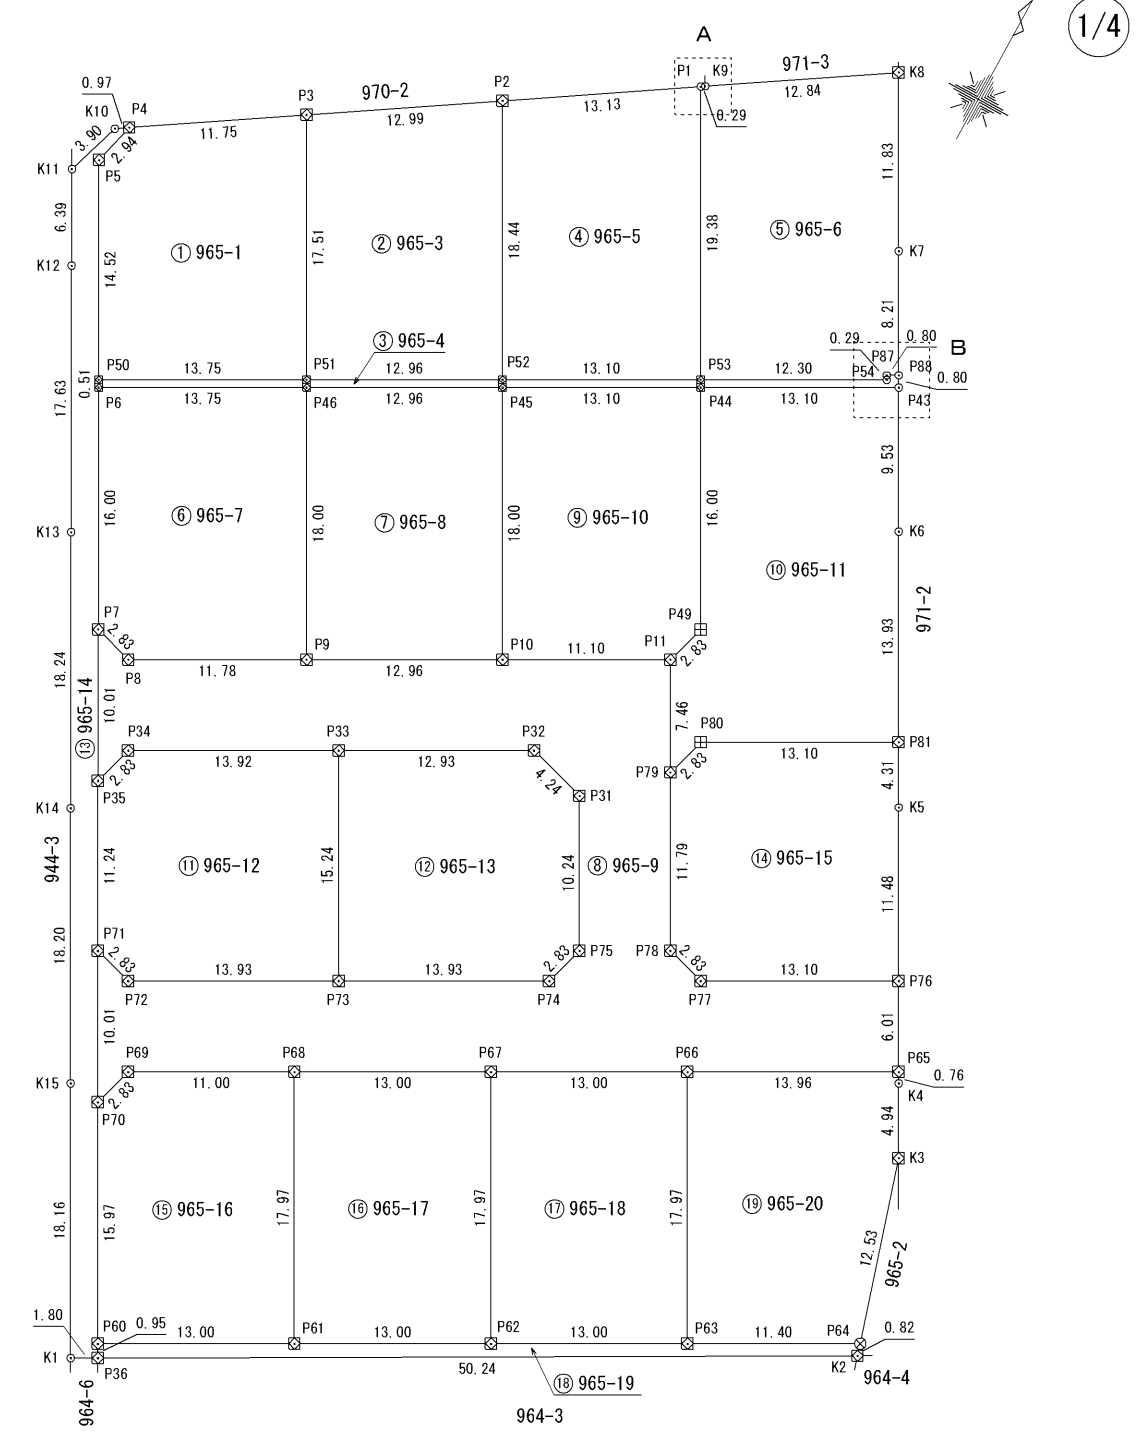 1/4
A
P1 K9 971-3 K8
0.97 P2 970-2 P3
K10 P4 13.13 12.84
3.90 11.75 12.99 0.29
2.94
K11 P5
6.39 11.83
14.52 17.51 18.44 19.38
① 965-1 ② 965-3 ④ 965-5 ⑤ 965-6
K12 K7
8.21
③ 965-4 0.29 0.80 B
P50 13.75 P51 12.96 P52 13.10 P53 12.30 P54 P87 P88
17.63 0.51 0.80
P6 13.75 P46 12.96 P45 13.10 P44 13.10 P43
9.53
16.00 18.00 18.00 16.00
⑥ 965-7 ⑦ 965-8 ⑨ 965-10
K13 K6
⑩ 965-11
971-2
P7 P49
2.83 P9 P10 11.10 P11 2.83 13.93
18.24 P8 11.78 12.96
⑬ 965-14 10.01 7.46
P34 P33 P32 P80
13.92 12.93 13.10 P81
2.83 4.24 P79 2.83 4.31
P35 P31
K14 K5
944-3 11.24 15.24 10.24 11.79 11.48
⑪ 965-12 ⑫ 965-13 ⑧ 965-9 ⑭ 965-15
18.20
P71 P75 P78
2.83 13.93 13.93 2.83 2.83 13.10 P76
P72 P73 P74 P77
10.01 6.01
P69 P68 P67 P66 P65
K15 11.00 13.00 13.00 13.96 0.76
2.83 K4
P70 4.94
K3
18.16 15.97 17.97 17.97 17.97
⑮ 965-16 ⑯ 965-17 ⑰ 965-18 ⑲ 965-20
12.53 965-2
1.80 P60 0.95 P61 P62 P63 P64 0.82
13.00 13.00 13.00 11.40
K1 P36 50.24 K2
964-6 ⑱ 965-19 964-4
964-3